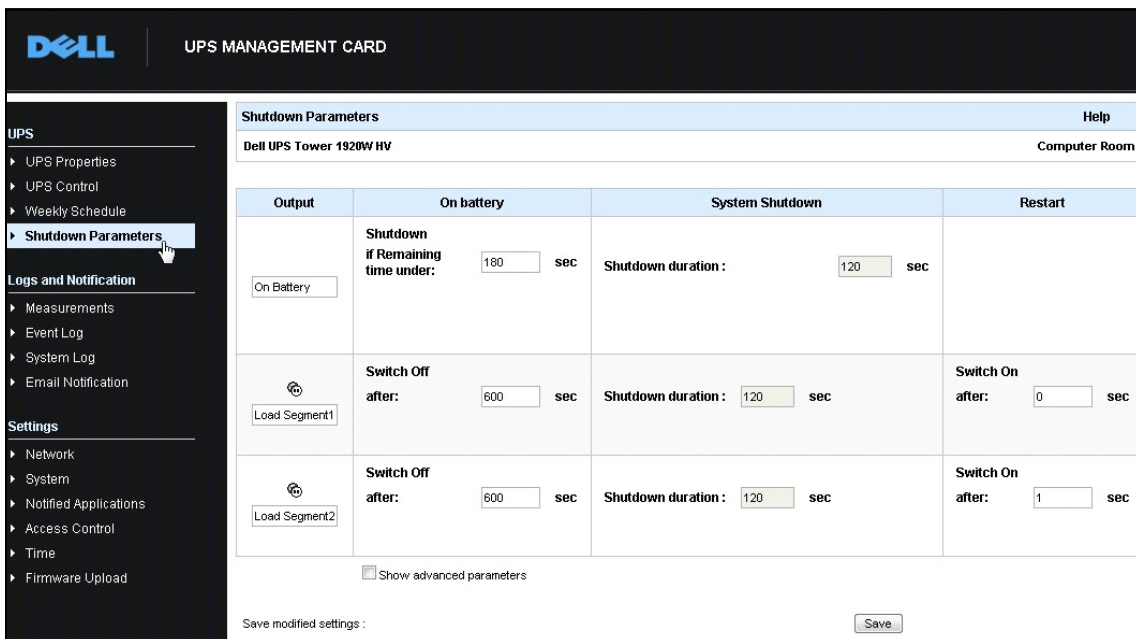 DELL
UPS MANAGEMENT CARD
UPS
UPS Properties
UPS Control
Weekly Schedule
Shutdown Parameters
Logs and Notification
Measurements
Event Log
System Log
Email Notification
Settings
Network
System
Notified Applications
Access Control
Time
Firmware Upload
Shutdown Parameters Help
Dell UPS Tower 1920W HV Computer Room
Output On battery System Shutdown Restart
On Battery
Shutdown
if Remaining
time under: 180 sec
Shutdown duration : 120 sec
Load Segment1
Switch Off
after: 600 sec
Shutdown duration : 120 sec
Switch On
after: 0 sec
Load Segment2
Switch Off
after: 600 sec
Shutdown duration : 120 sec
Switch On
after: 1 sec
Show advanced parameters
Save modified settings : Save